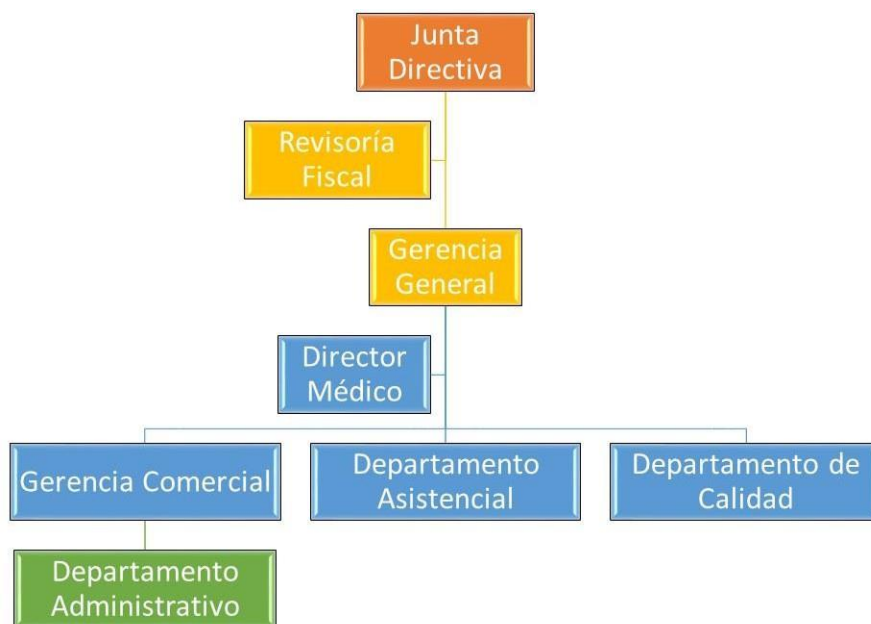 Junta
Directiva
Revisoría
Fiscal
Gerencia
General
Director
Médico
Gerencia Comercial
Departamento
Asistencial
Departamento de
Calidad
Departamento
Administrativo